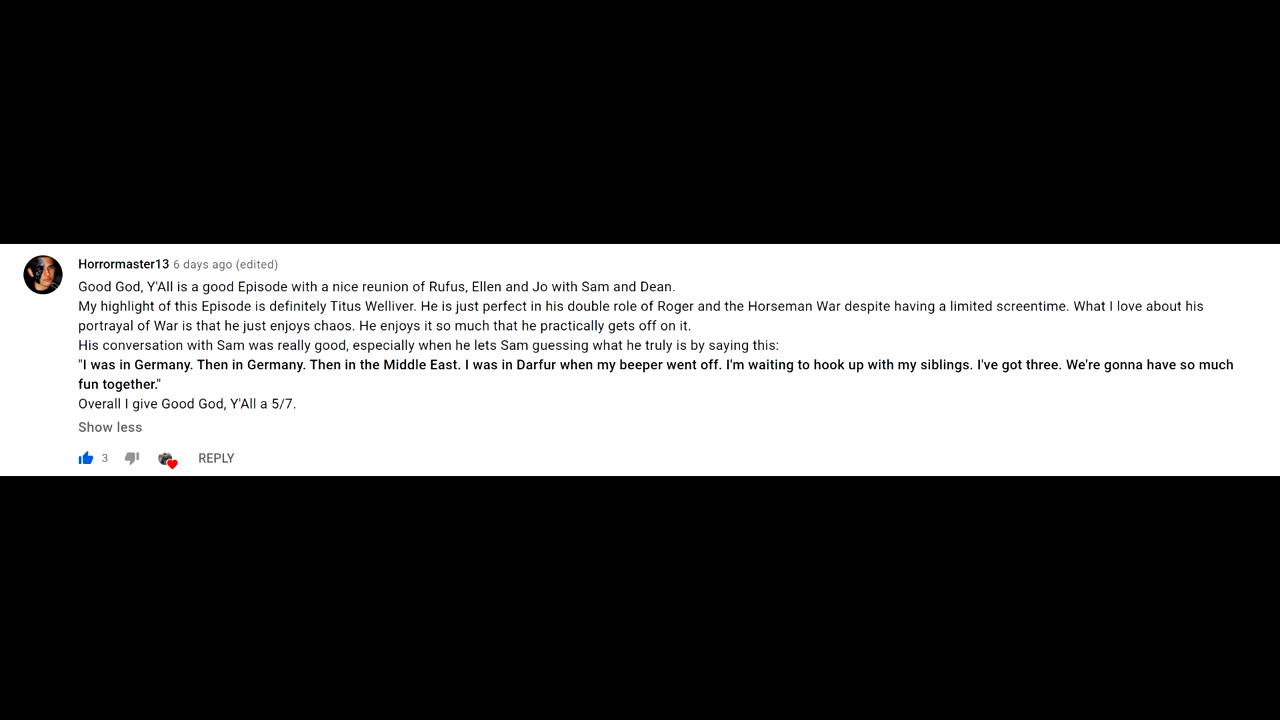 Horrormaster13 6 days ago (edited)
Good God, Y'All is a good Episode with a nice reunion of Rufus, Ellen and Jo with Sam and Dean.
My highlight of this Episode is definitely Titus Welliver. He is just perfect in his double role of Roger and the Horseman War despite having a limited screentime. What I love about his
portrayal of War is that he just enjoys chaos. He enjoys it so much that he practically gets off on it.
His conversation with Sam was really good, especially when he lets Sam guessing what he truly is by saying this:
"I was in Germany. Then in Germany. Then in the Middle East. I was in Darfur when my beeper went off. I'm waiting to hook up with my siblings. I've got three. We're gonna have so much
fun together."
Overall I give Good God, Y'All a 5/7.
Show less
3 REPLY